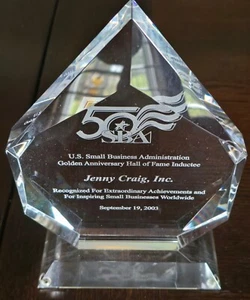 50
SBA
U.S. Small Business Administration
Golden Anniversary Hall of Fame Inductee
Jenny Craig, Inc.
Recognized For Extraordinary Achievements and
For Inspiring Small Businesses Worldwide
September 19, 2003